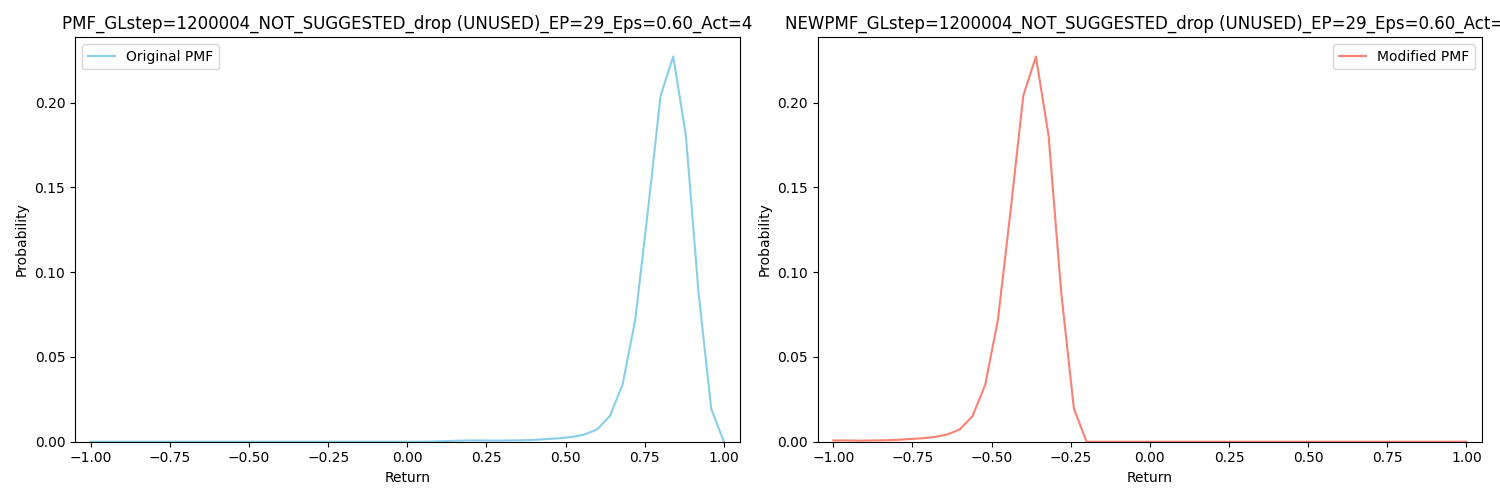 PMF_GLstep=1200004_NOT_SUGGESTED_drop (UNUSED)_EP=29_Eps=0.60_Act=4
Original PMF
Probability
0.20
0.15
0.10
0.05
0.00
−1.00 −0.75 −0.50 −0.25 0.00 0.25 0.50 0.75 1.00
Return
NEWPMF_GLstep=1200004_NOT_SUGGESTED_drop (UNUSED)_EP=29_Eps=0.60_Act=
Modified PMF
Probability
0.20
0.15
0.10
0.05
0.00
−1.00 −0.75 −0.50 −0.25 0.00 0.25 0.50 0.75 1.00
Return